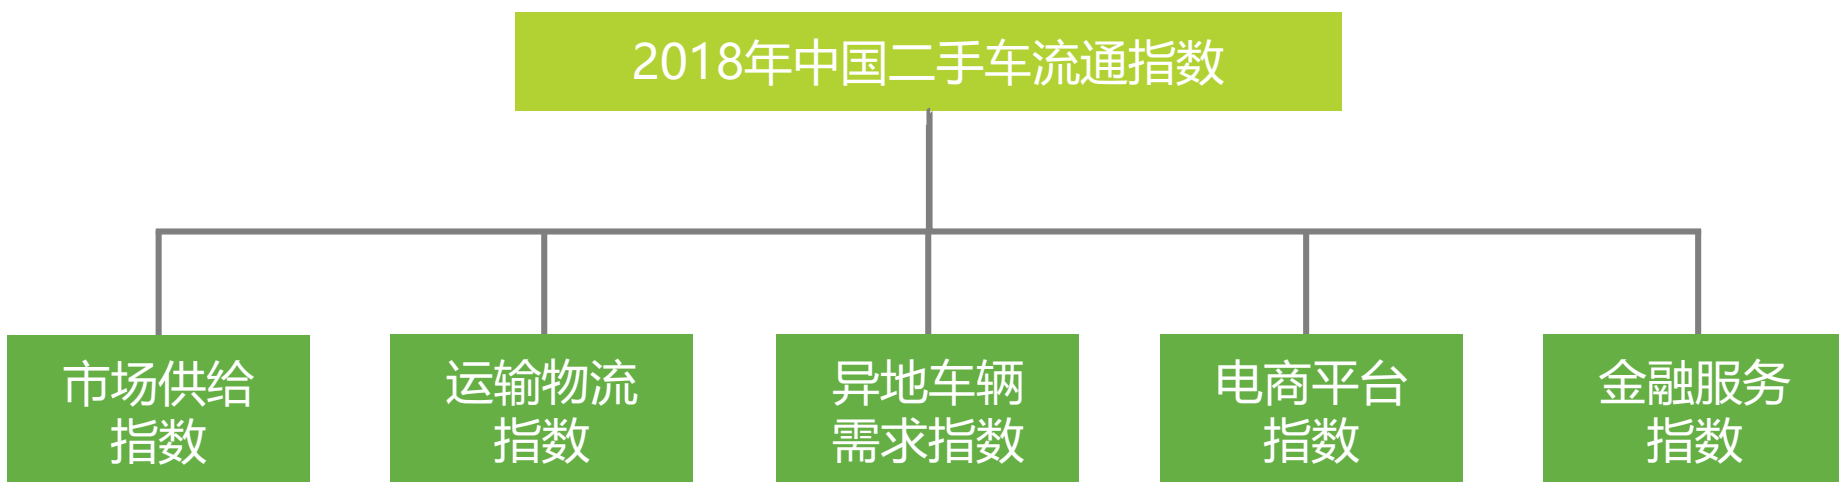 2018年中国二手车流通指数
市场供给
指数
运输物流
指数
异地车辆
需求指数
电商平台
指数
金融服务
指数